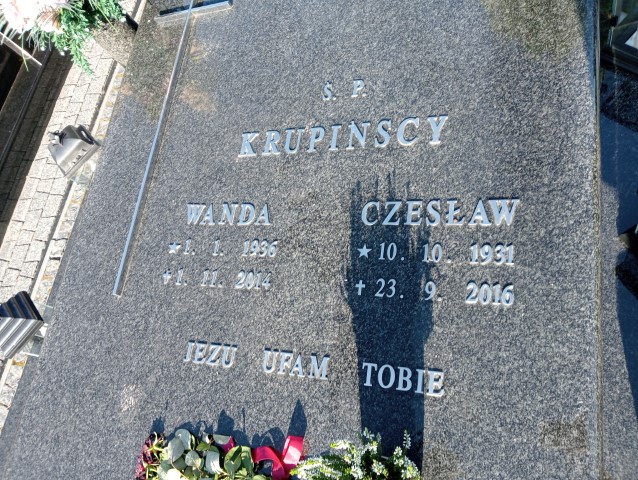 Ś. P.
KRUPIŃSCY
WANDA
★ 1. 1. 1936
✝ 1. 11. 2014
CZESŁAW
★ 10. 10. 1931
✝ 23. 9. 2016
JEZU UFAM TOBIE